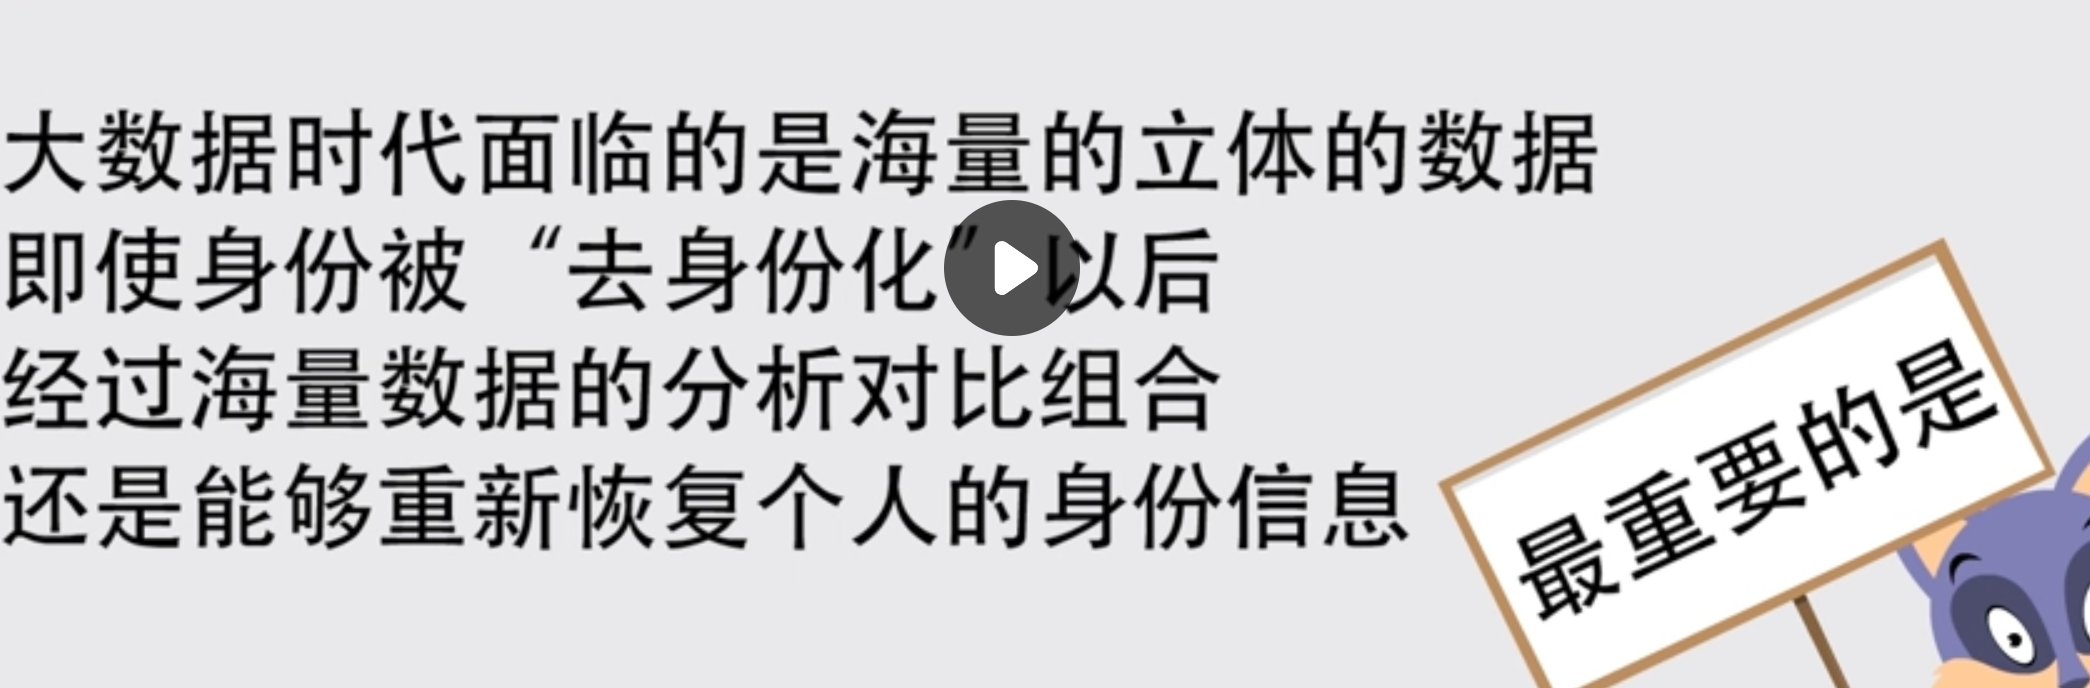 大数据时代面临的是海量的立体的数据
即使身份被“去身份化”以后
经过海量数据的分析对比组合
还是能够重新恢复个人的身份信息
最重要的是